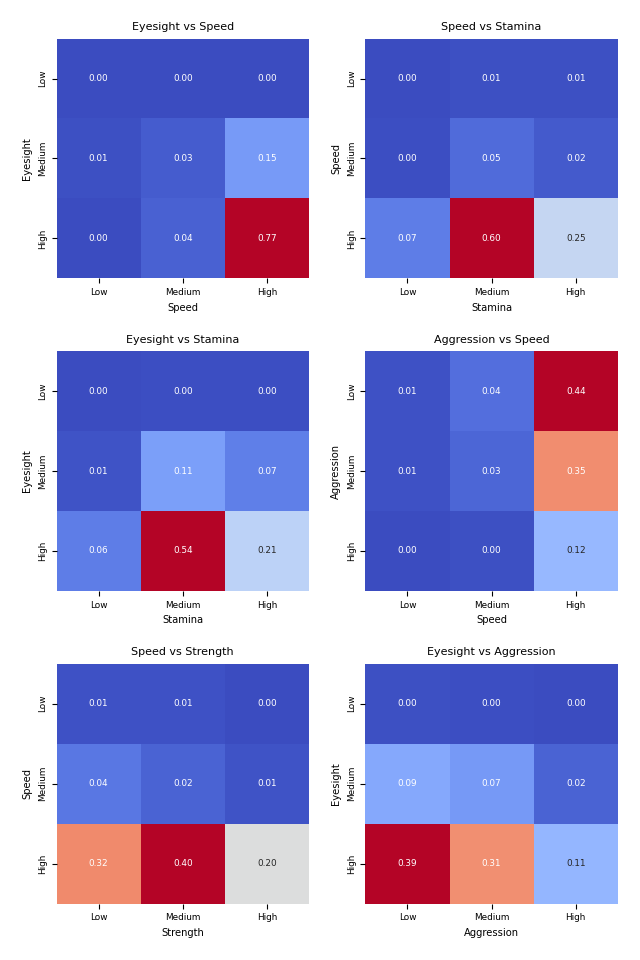 Eyesight vs Speed
Low 0.00 0.00 0.00
Eyesight
Medium 0.01 0.03 0.15
High 0.00 0.04 0.77
Low Medium High
Speed
Speed vs Stamina
Low 0.00 0.01 0.01
Speed
Medium 0.00 0.05 0.02
High 0.07 0.60 0.25
Low Medium High
Stamina
Eyesight vs Stamina
Low 0.00 0.00 0.00
Eyesight
Medium 0.01 0.11 0.07
High 0.06 0.54 0.21
Low Medium High
Stamina
Aggression vs Speed
Low 0.01 0.04 0.44
Aggression
Medium 0.01 0.03 0.35
High 0.00 0.00 0.12
Low Medium High
Speed
Speed vs Strength
Low 0.01 0.01 0.00
Speed
Medium 0.04 0.02 0.01
High 0.32 0.40 0.20
Low Medium High
Strength
Eyesight vs Aggression
Low 0.00 0.00 0.00
Eyesight
Medium 0.09 0.07 0.02
High 0.39 0.31 0.11
Low Medium High
Aggression